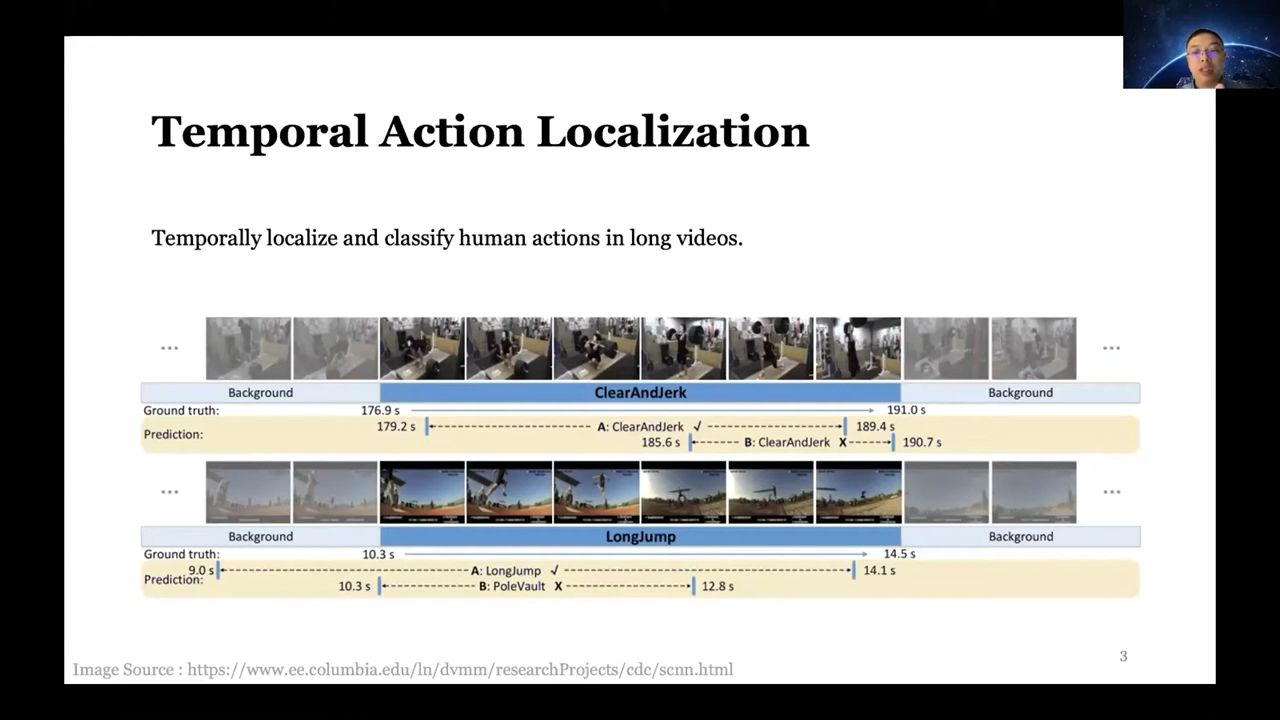 Temporal Action Localization
Temporally localize and classify human actions in long videos.
... ...
Background ClearAndJerk Background
Ground truth: 176.9 s 191.0 s
Prediction: 179.2 s A: ClearAndJerk √ 189.4 s
185.6 s B: ClearAndJerk X 190.7 s
... ...
Background LongJump Background
Ground truth: 10.3 s 14.5 s
Prediction: 9.0 s A: LongJump √ 14.1 s
10.3 s B: PoleVault X 12.8 s
3
Image Source : https://www.ee.columbia.edu/ln/dvmm/researchProjects/cdc/scnn.html